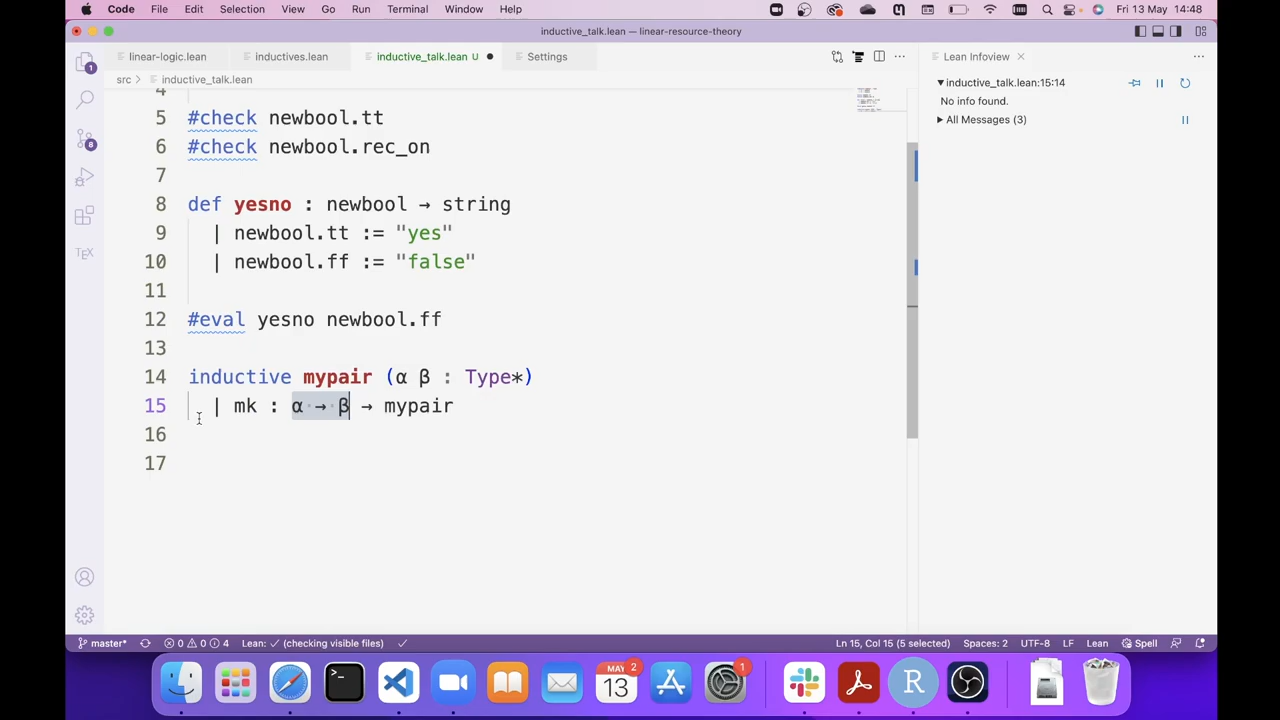 Code File Edit Selection View Go Run Terminal Window Help Fri 13 May 14:48
inductive_talk.lean — linear-resource-theory
linear-logic.lean inductives.lean inductive_talk.lean U Settings Lean Infoview
src > inductive_talk.lean
inductive_talk.lean:15:14
No info found.
All Messages (3)
4
5 #check newbool.tt
6 #check newbool.rec_on
7
8 def yesno : newbool → string
9 | newbool.tt := "yes"
10 | newbool.ff := "false"
11
12 #eval yesno newbool.ff
13
14 inductive mypair (α β : Type*)
15 | mk : α → β → mypair
16
17
1
8
TEX
master* 0 0 4 Lean: ✓ (checking visible files) ✓ Ln 15, Col 15 (5 selected) Spaces: 2 UTF-8 LF Lean Spell
MAY 2 1
13 R